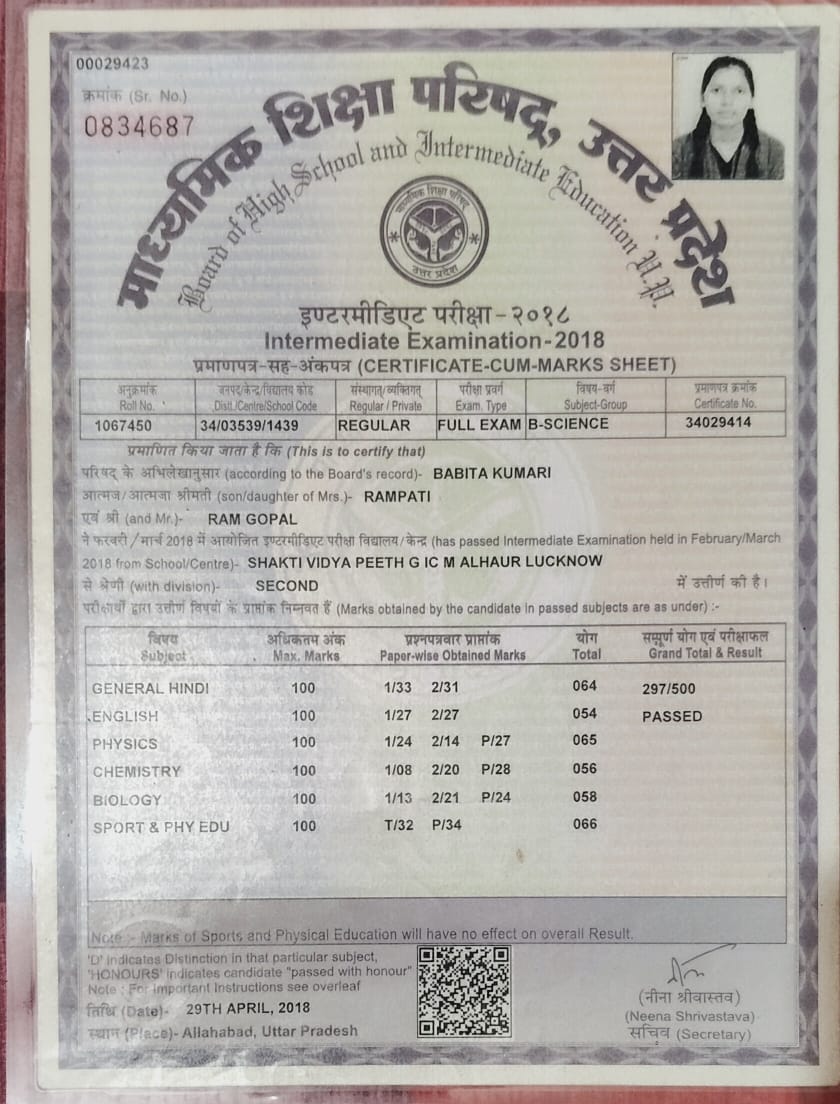 00029423
क्रमांक (Sr. No.)
0834687
माध्यमिक शिक्षा परिषद्, उत्तर प्रदेश
Board of High School and Intermediate Education U.P.
माध्यमिक शिक्षा परिषद्
उत्तर प्रदेश
इण्टरमीडिएट परीक्षा - २०१८
Intermediate Examination-2018
प्रमाणपत्र-सह-अंकपत्र (CERTIFICATE-CUM-MARKS SHEET)
अनुक्रमांक जनपद/केन्द्र/विद्यालय कोड संस्थागत/व्यक्तिगत् परीक्षा प्रवर्ग विषय-वर्ग प्रमाणपत्र क्रमांक
Roll No. Distt./Centre/School Code Regular / Private Exam. Type Subject-Group Certificate No.
1067450 34/03539/1439 REGULAR FULL EXAM B-SCIENCE 34029414
प्रमाणित किया जाता है कि (This is to certify that)
परिषद् के अभिलेखानुसार (according to the Board's record)- BABITA KUMARI
आत्मज/आत्मजा श्रीमती (son/daughter of Mrs.)- RAMPATI
एवं श्री (and Mr.)- RAM GOPAL
ने फरवरी/मार्च 2018 में आयोजित इण्टरमीडिएट परीक्षा विद्यालय/केन्द्र (has passed Intermediate Examination held in February/March
2018 from School/Centre)- SHAKTI VIDYA PEETH G IC M ALHAUR LUCKNOW
से श्रेणी (with division)- SECOND में उत्तीर्ण की है।
परीक्षार्थी द्वारा उत्तीर्ण विषयों के प्राप्तांक निम्नवत हैं (Marks obtained by the candidate in passed subjects are as under) :-
विषय अधिकतम अंक प्रश्नपत्रवार प्राप्तांक योग सम्पूर्ण योग एवं परीक्षाफल
Subject Max. Marks Paper-wise Obtained Marks Total Grand Total & Result
GENERAL HINDI 100 1/33 2/31 064 297/500
ENGLISH 100 1/27 2/27 054 PASSED
PHYSICS 100 1/24 2/14 P/27 065
CHEMISTRY 100 1/08 2/20 P/28 056
BIOLOGY 100 1/13 2/21 P/24 058
SPORT & PHY EDU 100 T/32 P/34 066
Note :- Marks of Sports and Physical Education will have no effect on overall Result.
'D' indicates Distinction in that particular subject,
'HONOURS' indicates candidate "passed with honour"
Note : For important Instructions see overleaf
तिथि (Date)- 29TH APRIL, 2018
स्थान (Place)- Allahabad, Uttar Pradesh
(नीना श्रीवास्तव)
(Neena Shrivastava)
सचिव (Secretary)